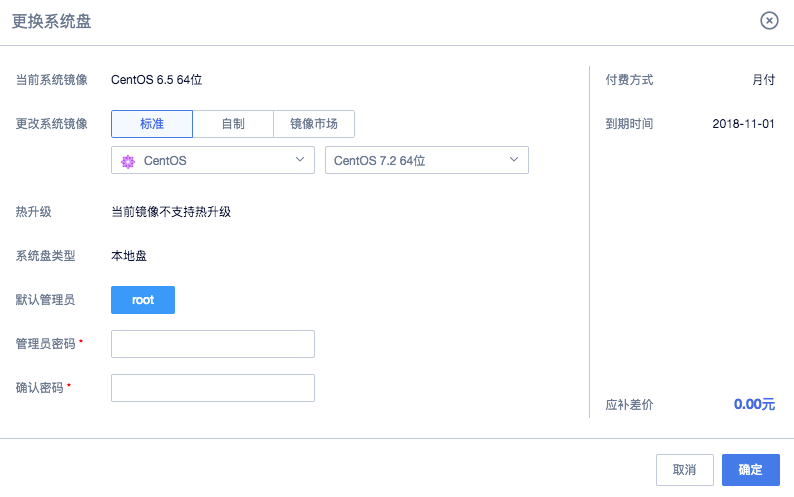 更换系统盘
当前系统镜像 CentOS 6.5 64位
付费方式 月付
更改系统镜像 标准 自制 镜像市场
到期时间 2018-11-01
CentOS CentOS 7.2 64位
热升级 当前镜像不支持热升级
系统盘类型 本地盘
默认管理员 root
管理员密码 *
确认密码 *
应补差价 0.00元
取消 确定